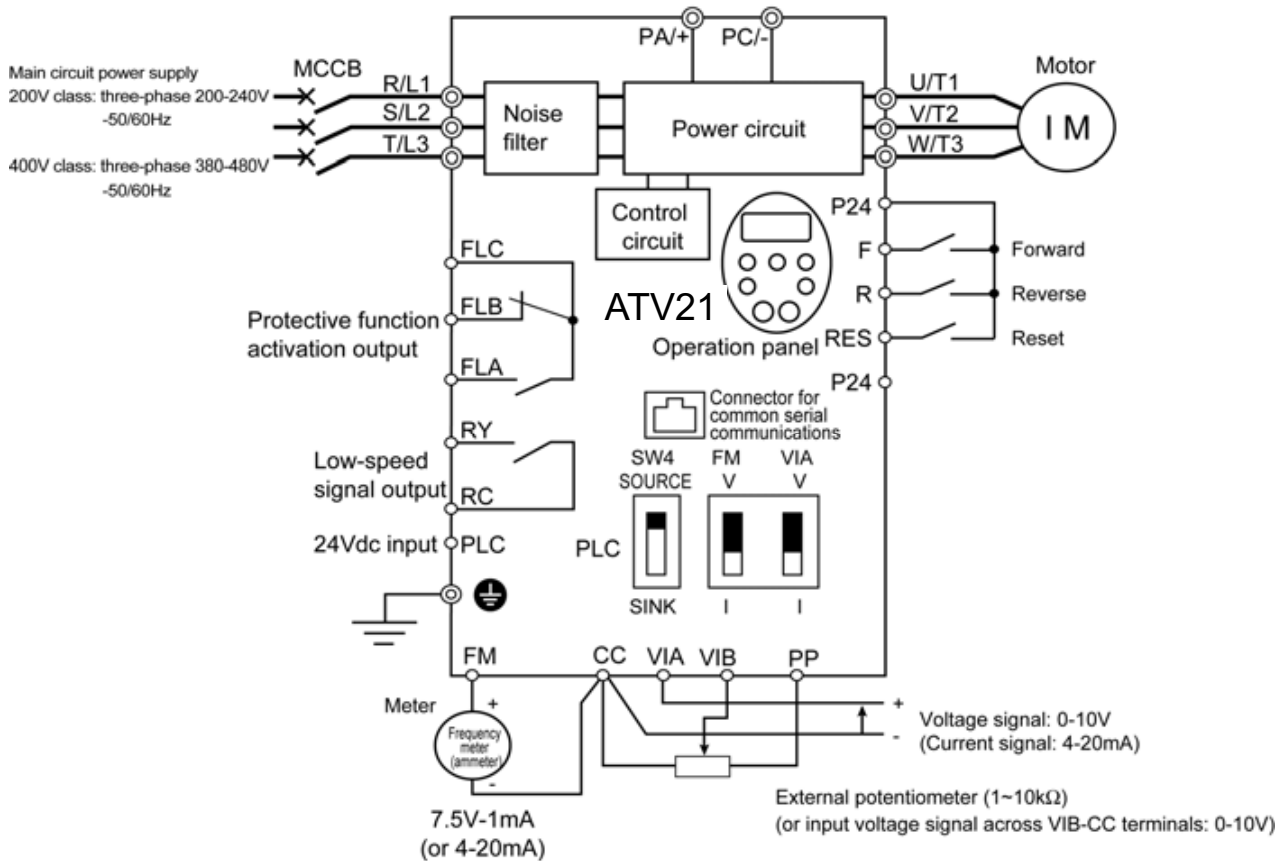 PA/+
PC/-
Main circuit power supply
200V class: three-phase 200-240V
-50/60Hz
400V class: three-phase 380-480V
-50/60Hz
MCCB
R/L1
S/L2
T/L3
Noise
filter
Power circuit
U/T1
V/T2
W/T3
Motor
I M
Control
circuit
P24
F
Forward
R
Reverse
RES
Reset
P24
FLC
FLB
Protective function
activation output
FLA
ATV21
Operation panel
Connector for
common serial
communications
RY
Low-speed
signal output
RC
24Vdc input
PLC
SW4
SOURCE
PLC
SINK
FM
V
I
VIA
V
I
FM
CC
VIA
VIB
PP
Meter
+
Frequency
meter
(ammeter)
-
7.5V-1mA
(or 4-20mA)
+
-
Voltage signal: 0-10V
(Current signal: 4-20mA)
External potentiometer (1~10kΩ)
(or input voltage signal across VIB-CC terminals: 0-10V)